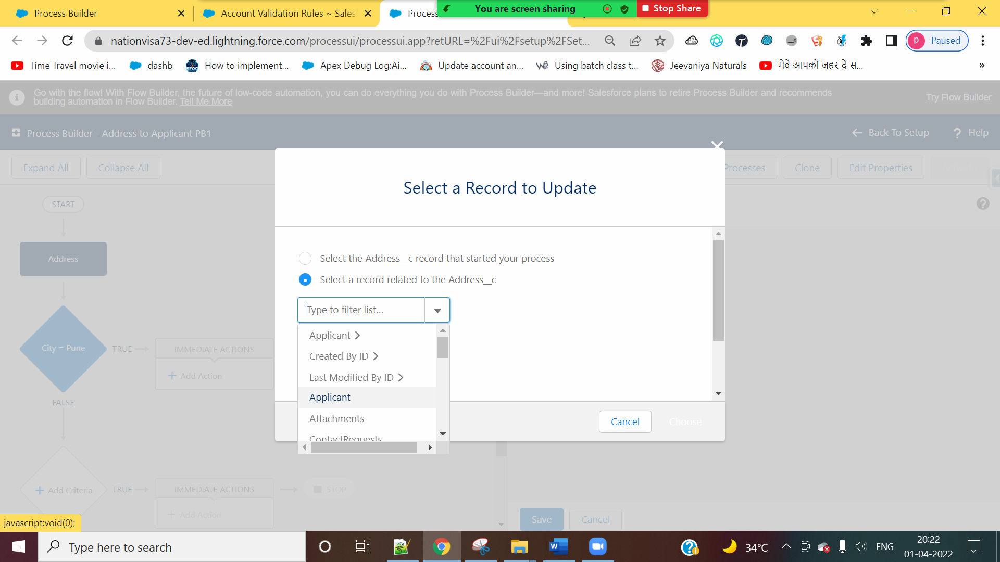 Process Builder
Account Validation Rules ~ Sales
Process
You are screen sharing
Stop Share
nationvisa73-dev-ed.lightning.force.com/processui/processui.app?retURL=%2Fui%2Fsetup%2FSet...
P
Paused
Time Travel movie i...
dashb
How to implement...
Apex Debug Log:Ai...
Update account an...
Using batch class t...
Jeevaniya Naturals
मेवे आपको जहर दे स...
»
Go with the flow! With Flow Builder, the future of low-code automation, you can do everything you do with Process Builder—and more! Salesforce plans to retire Process Builder and recommends
building automation in Flow Builder. Tell Me More
Try Flow Builder
Process Builder - Address to Applicant PB1
Back To Setup
? Help
Expand All
Collapse All
Processes
Clone
Edit Properties
Select a Record to Update
START
Address
Select the Address__c record that started your process
Select a record related to the Address__c
Type to filter list...
Applicant >
Created By ID >
Last Modified By ID >
Applicant
Attachments
ContactRequests
City = Pune
TRUE
IMMEDIATE ACTIONS
+ Add Action
FALSE
Cancel
Choose
+ Add Criteria
TRUE
IMMEDIATE ACTIONS
STOP
+ Add Action
Save
Cancel
javascript:void(0);
Type here to search
34°C
ENG
20:22
01-04-2022